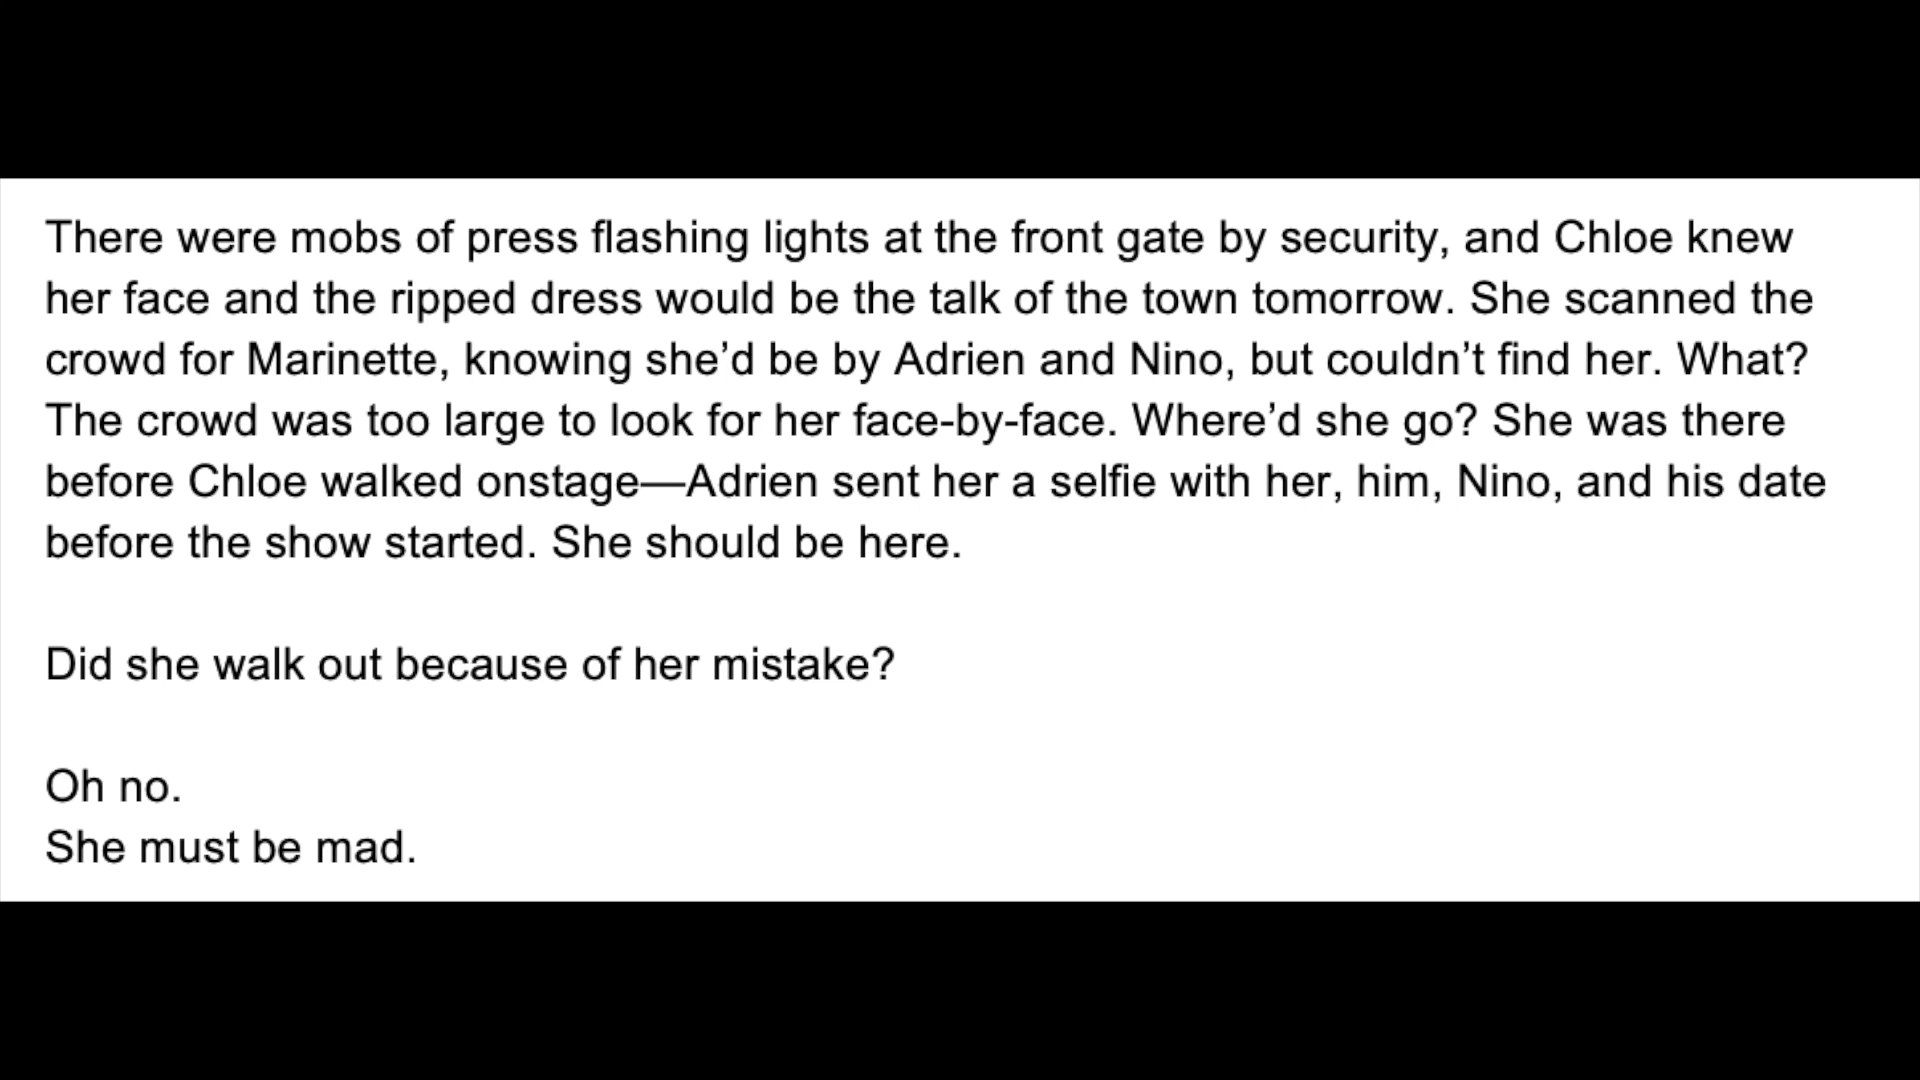 There were mobs of press flashing lights at the front gate by security, and Chloe knew
her face and the ripped dress would be the talk of the town tomorrow. She scanned the
crowd for Marinette, knowing she’d be by Adrien and Nino, but couldn’t find her. What?
The crowd was too large to look for her face-by-face. Where’d she go? She was there
before Chloe walked onstage—Adrien sent her a selfie with her, him, Nino, and his date
before the show started. She should be here.
Did she walk out because of her mistake?
Oh no.
She must be mad.